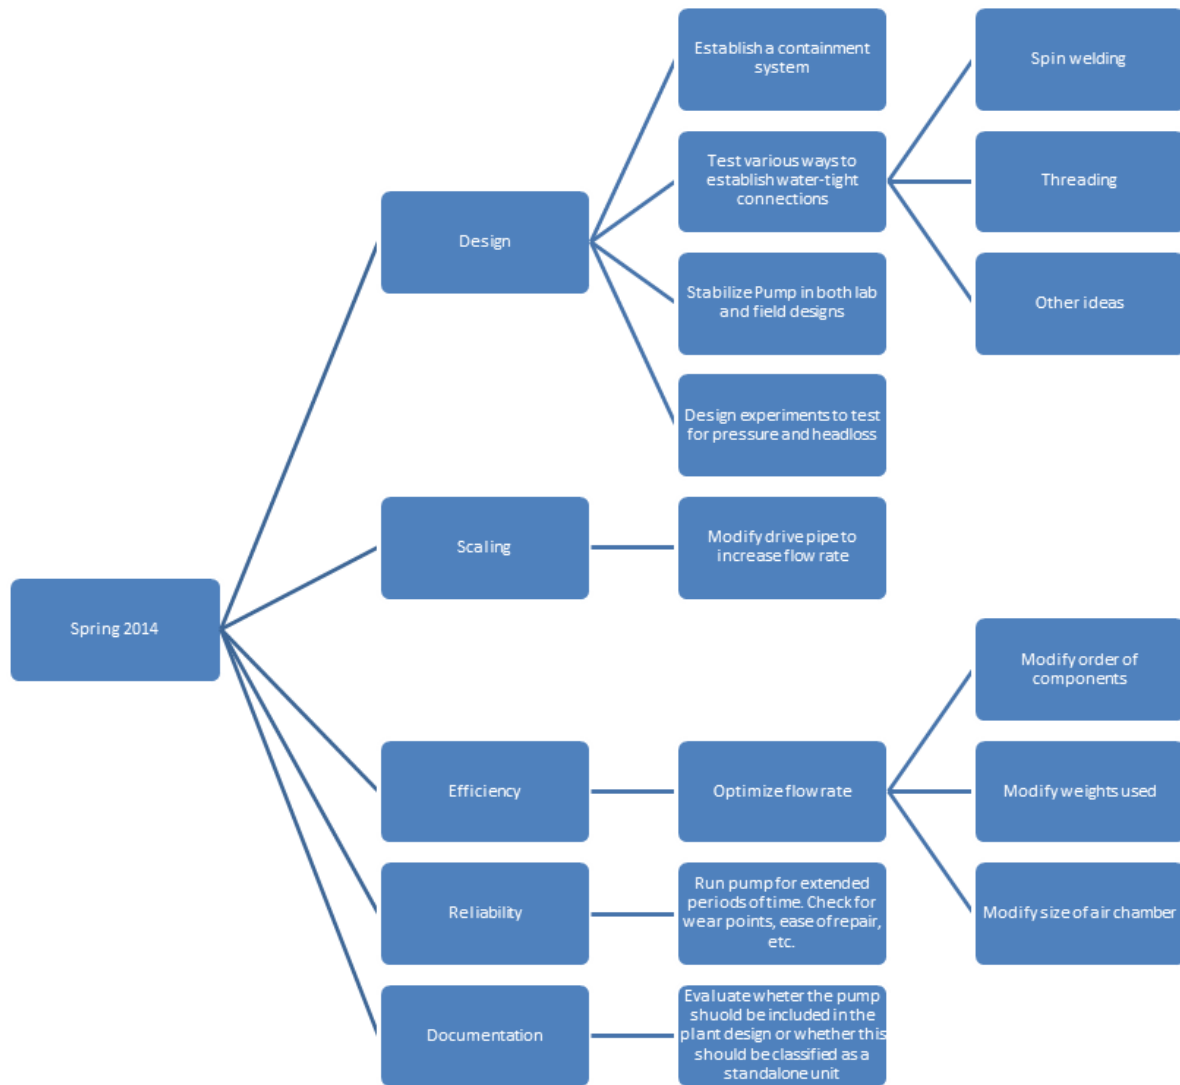 Establish a containment
system
Spin welding
Test various ways to
establish water-tight
connections
Threading
Design
Stabilize Pump in both lab
and field designs
Other ideas
Design experiments to test
for pressure and headloss
Scaling
Modify drive pipe to
increase flow rate
Spring 2014
Modify order of
components
Efficiency
Optimize flow rate
Modify weights used
Reliability
Run pump for extended
periods of time. Check for
wear points, ease of repair,
etc.
Modify size of air chamber
Documentation
Evaluate wheter the pump
shuold be included in the
plant design or whether this
should be classified as a
standalone unit